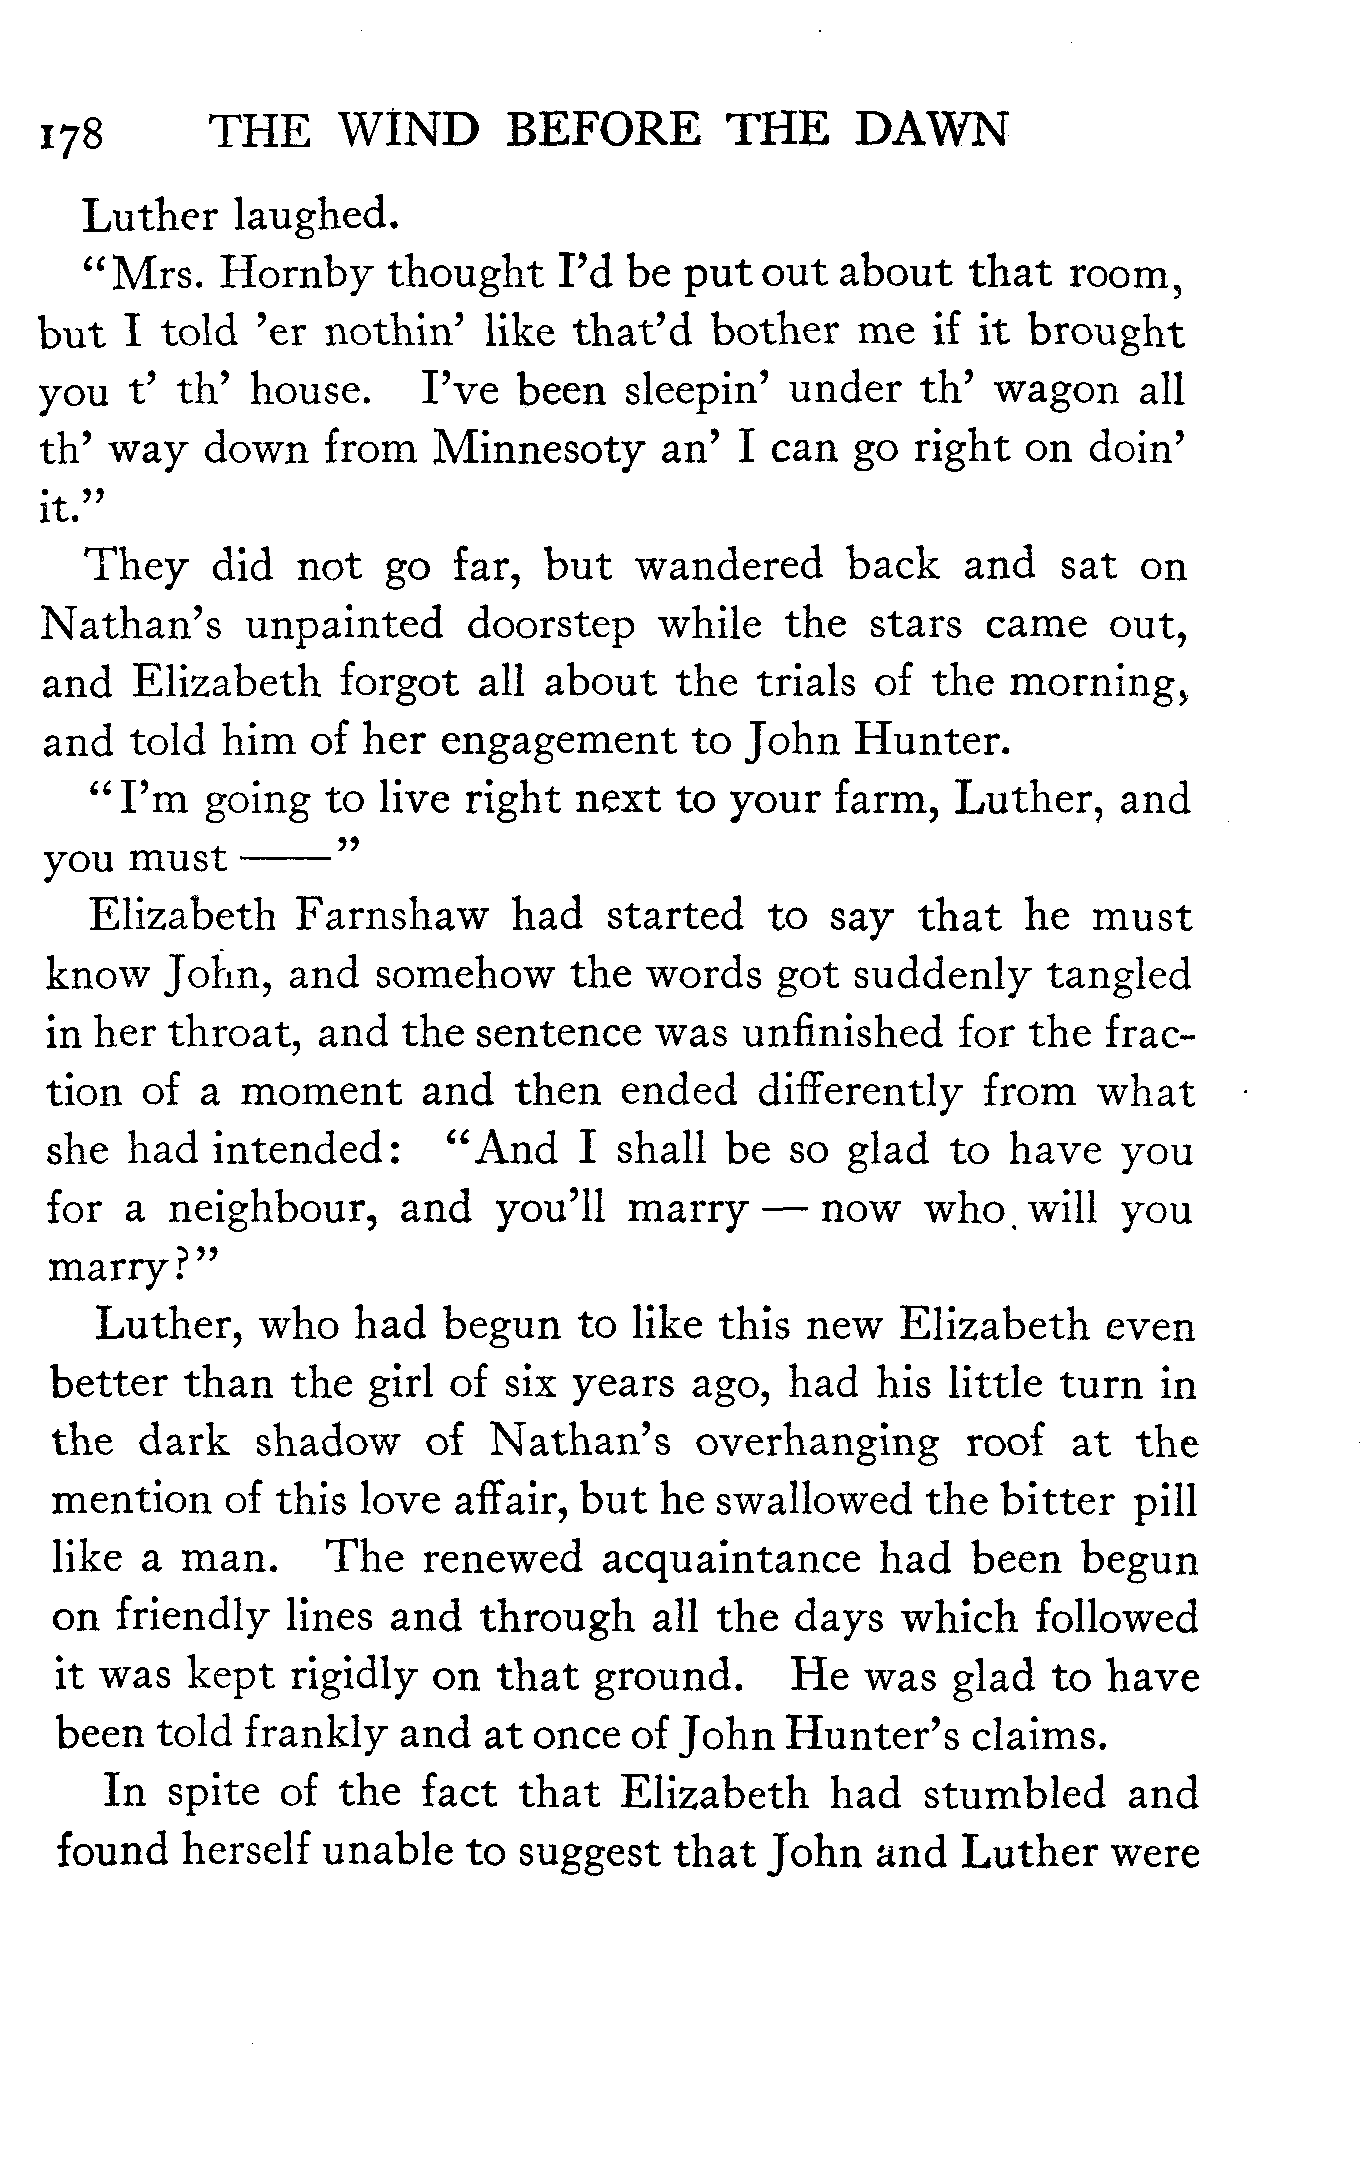 178 THE WIND BEFORE THE DAWN
Luther laughed.
“Mrs. Hornby thought I’d be put out about that room,
but I told ’er nothin’ like that’d bother me if it brought
you t’ th’ house. I’ve been sleepin’ under th’ wagon all
th’ way down from Minnesoty an’ I can go right on doin’
it.”
They did not go far, but wandered back and sat on
Nathan’s unpainted doorstep while the stars came out,
and Elizabeth forgot all about the trials of the morning,
and told him of her engagement to John Hunter.
“I’m going to live right next to your farm, Luther, and
you must ——”
Elizabeth Farnshaw had started to say that he must
know John, and somehow the words got suddenly tangled
in her throat, and the sentence was unfinished for the frac-
tion of a moment and then ended differently from what
she had intended: “And I shall be so glad to have you
for a neighbour, and you’ll marry — now who will you
marry?”
Luther, who had begun to like this new Elizabeth even
better than the girl of six years ago, had his little turn in
the dark shadow of Nathan’s overhanging roof at the
mention of this love affair, but he swallowed the bitter pill
like a man. The renewed acquaintance had been begun
on friendly lines and through all the days which followed
it was kept rigidly on that ground. He was glad to have
been told frankly and at once of John Hunter’s claims.
In spite of the fact that Elizabeth had stumbled and
found herself unable to suggest that John and Luther were